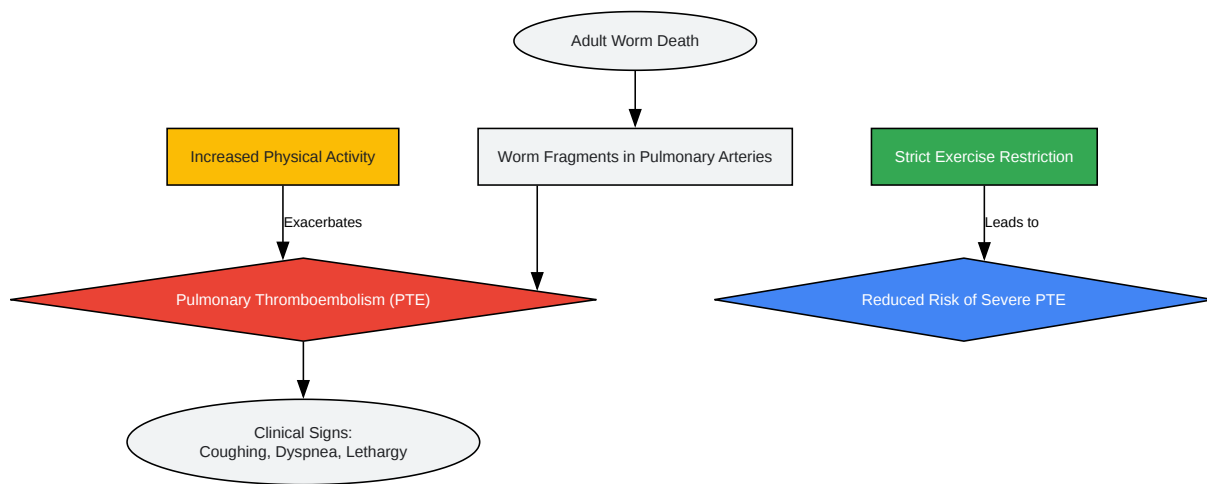 Adult Worm Death
Increased Physical Activity
Worm Fragments in Pulmonary Arteries
Strict Exercise Restriction
Exacerbates
Leads to
Pulmonary Thromboembolism (PTE)
Reduced Risk of Severe PTE
Clinical Signs:
Coughing, Dyspnea, Lethargy